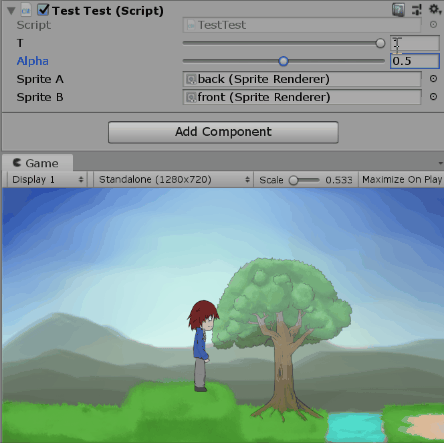 Test Test (Script)
Script TestTest
T
Alpha 0.5
Sprite A back (Sprite Renderer)
Sprite B front (Sprite Renderer)
Add Component
Game
Display 1 Standalone (1280x720) Scale 0.533 Maximize On Play